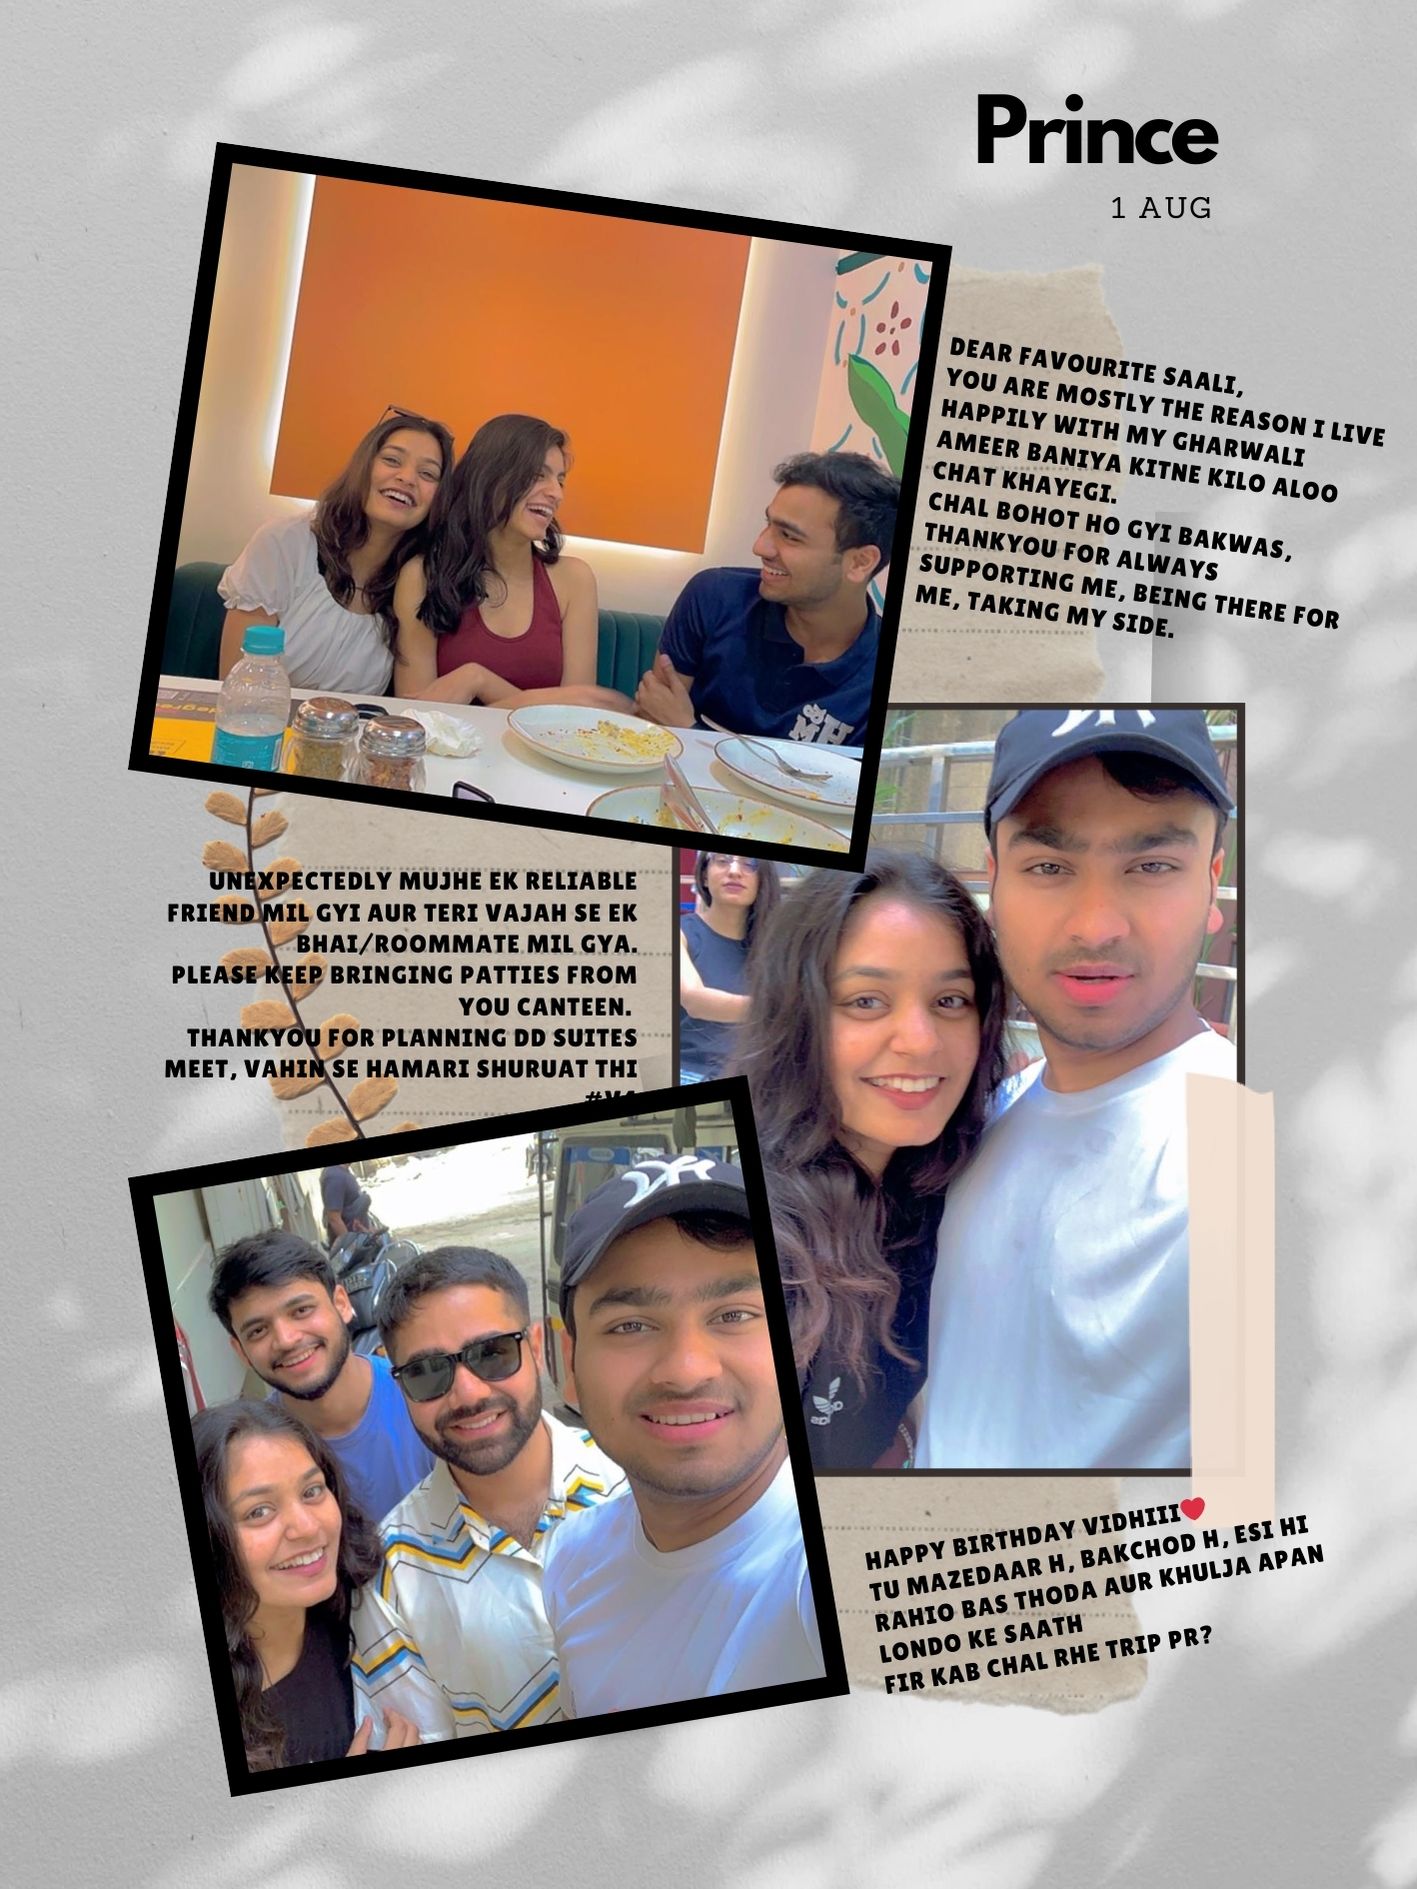 Prince
1 AUG
DEAR FAVOURITE SAALI,
YOU ARE MOSTLY THE REASON I LIVE
HAPPILY WITH MY GHARWALI
AMEER BANIYA KITNE KILO ALOO
CHAT KHAYEGI.
CHAL BOHOT HO GYI BAKWAS,
THANKYOU FOR ALWAYS
SUPPORTING ME, BEING THERE FOR
ME, TAKING MY SIDE.
UNEXPECTEDLY MUJHE EK RELIABLE
FRIEND MIL GYI AUR TERI VAJAH SE EK
BHAI/ROOMMATE MIL GYA.
PLEASE KEEP BRINGING PATTIES FROM
YOU CANTEEN.
THANKYOU FOR PLANNING DD SUITES
MEET, VAHIN SE HAMARI SHURUAT THI
HAPPY BIRTHDAY VIDHIII❤️
TU MAZEDAAR H, BAKCHOD H, ESI HI
RAHIO BAS THODA AUR KHULJA APAN
LONDO KE SAATH
FIR KAB CHAL RHE TRIP PR?